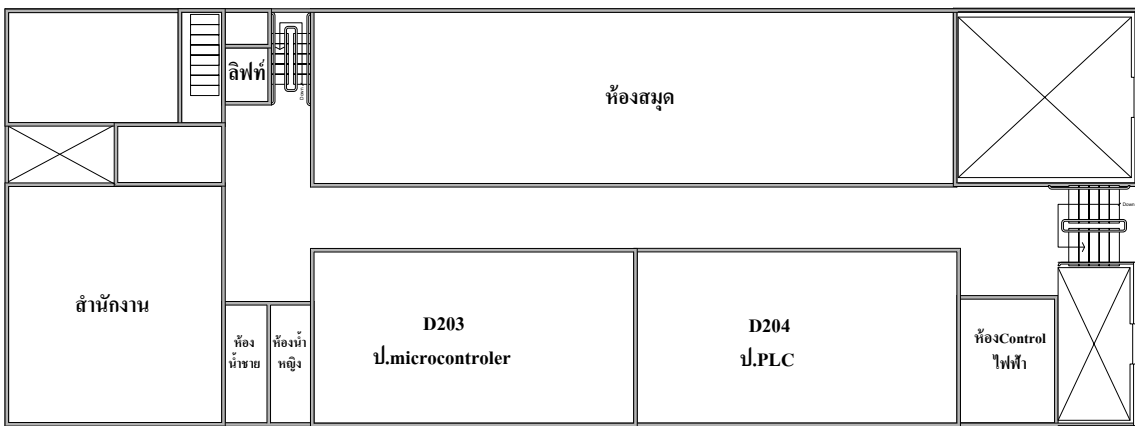 ลิฟท์
Down
ห้องสมุด
Down
สำนักงาน
ห้อง
น้ำชาย
ห้องน้ำ
หญิง
D203
ป.microcontroler
D204
ป.PLC
ห้องControl
ไฟฟ้า